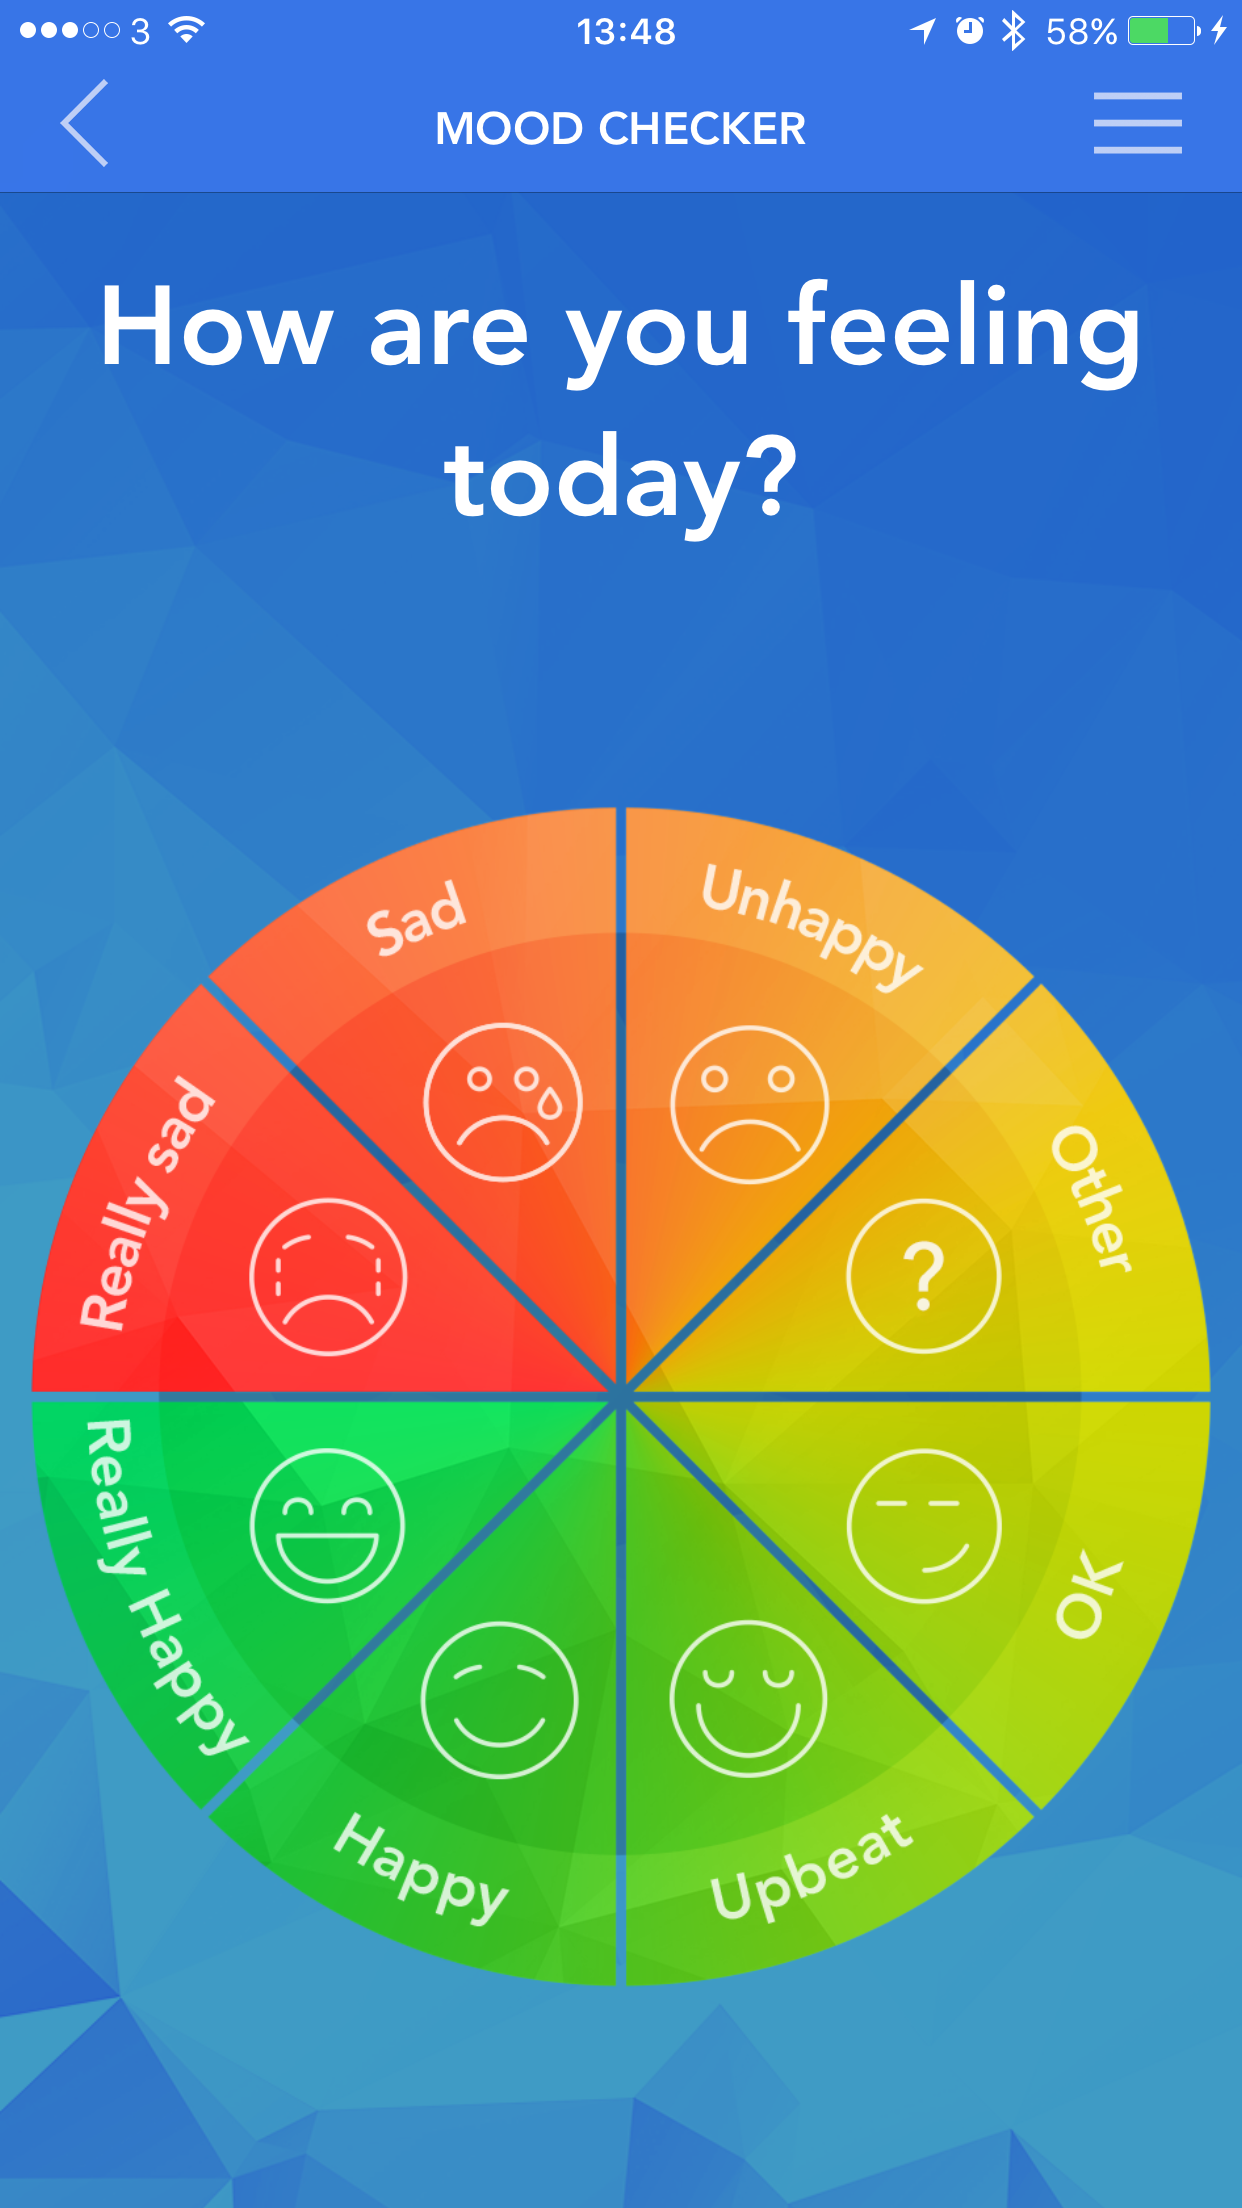 3 13:48 58%
MOOD CHECKER
How are you feeling
today?
Sad
Unhappy
Really sad
Other
?
Really Happy
OK
Happy
Upbeat